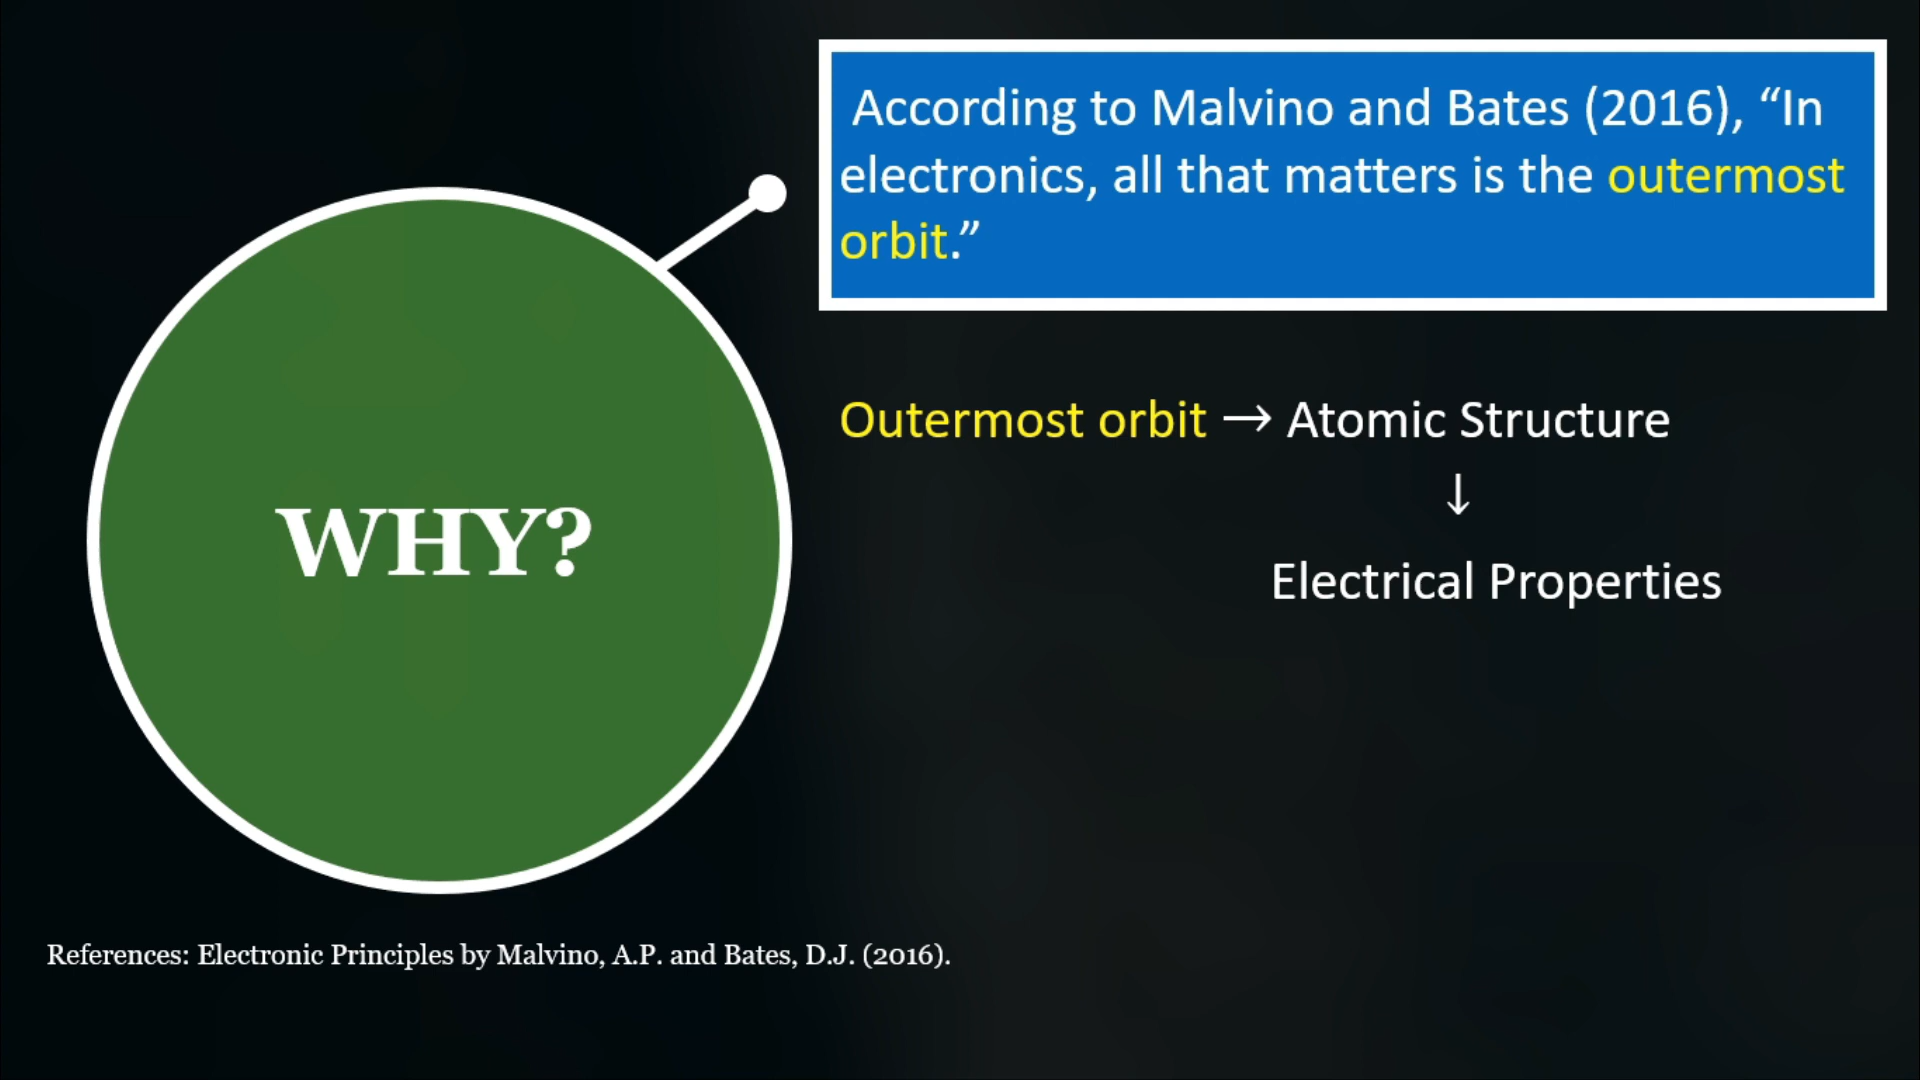 WHY?
According to Malvino and Bates (2016), “In
electronics, all that matters is the outermost
orbit.”
Outermost orbit → Atomic Structure
↓
Electrical Properties
References: Electronic Principles by Malvino, A.P. and Bates, D.J. (2016).